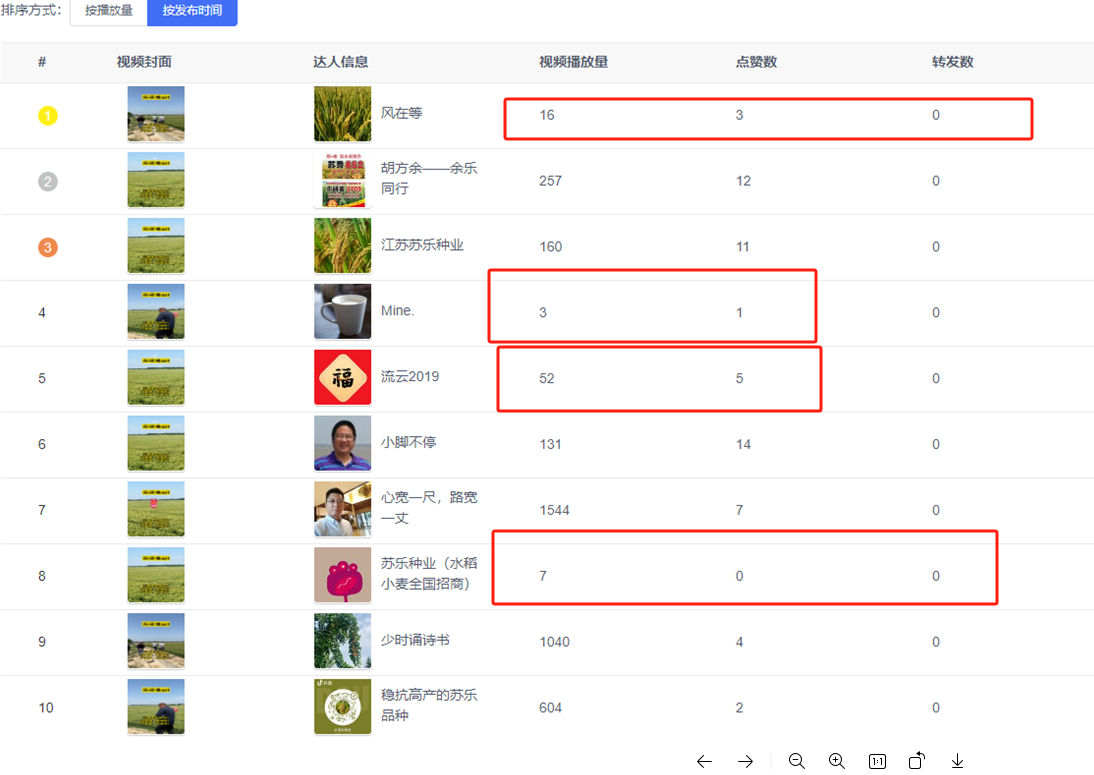 排序方式: 按播放量 按发布时间
# 视频封面 达人信息 视频播放量 点赞数 转发数
1 风在等 16 3 0
2 胡方余——余乐同行 257 12 0
3 江苏苏乐种业 160 11 0
4 Mine. 3 1 0
5 福 流云2019 52 5 0
6 小脚不停 131 14 0
7 心宽一尺，路宽一丈 1544 7 0
8 苏乐种业（水稻小麦全国招商） 7 0 0
9 少时诵诗书 1040 4 0
10 稳抗高产的苏乐品种 604 2 0
1:1